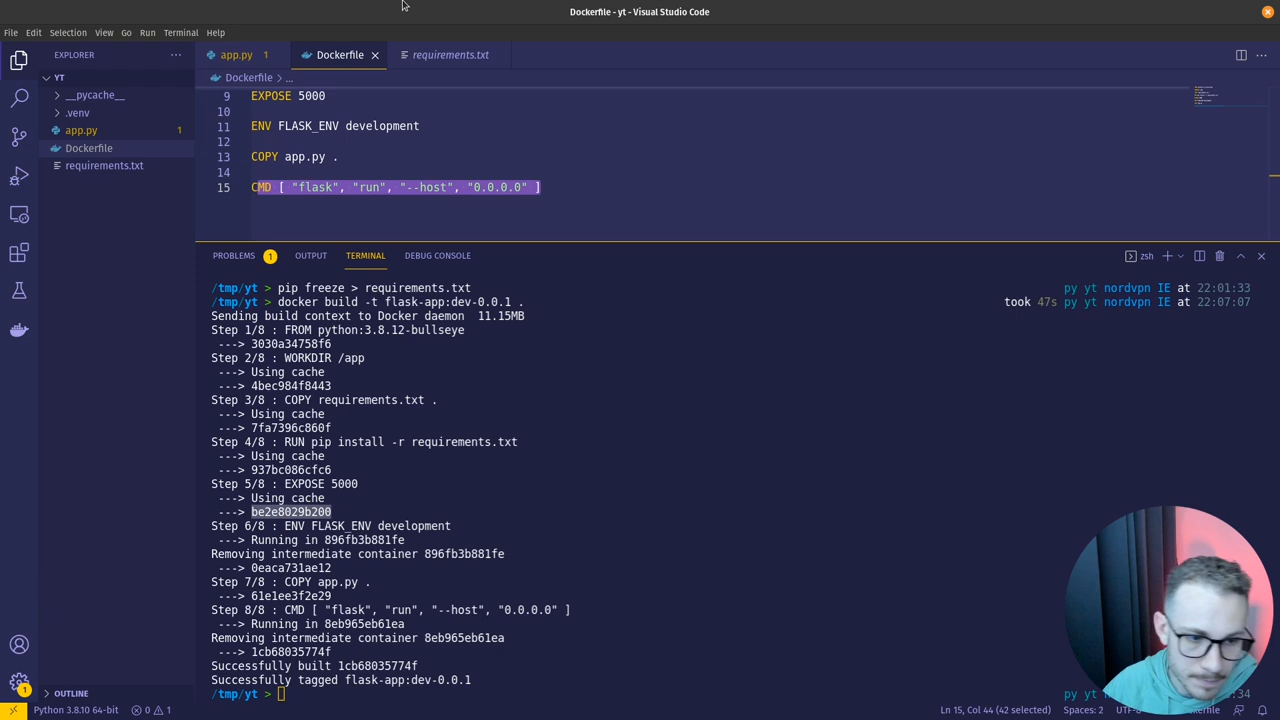 Dockerfile - yt - Visual Studio Code
File Edit Selection View Go Run Terminal Help
EXPLORER
app.py 1
Dockerfile
requirements.txt
YT
Dockerfile > ...
__pycache__
.venv
app.py 1
Dockerfile
requirements.txt
9 EXPOSE 5000
10
11 ENV FLASK_ENV development
12
13 COPY app.py .
14
15 CMD [ "flask", "run", "--host", "0.0.0.0" ]
PROBLEMS 1 OUTPUT TERMINAL DEBUG CONSOLE
zsh
/tmp/yt > pip freeze > requirements.txt py yt nordvpn IE at 22:01:33
/tmp/yt > docker build -t flask-app:dev-0.0.1 . took 47s py yt nordvpn IE at 22:07:07
Sending build context to Docker daemon 11.15MB
Step 1/8 : FROM python:3.8.12-bullseye
---> 3030a34758f6
Step 2/8 : WORKDIR /app
---> Using cache
---> 4bec984f8443
Step 3/8 : COPY requirements.txt .
---> Using cache
---> 7fa7396c860f
Step 4/8 : RUN pip install -r requirements.txt
---> Using cache
---> 937bc086cfc6
Step 5/8 : EXPOSE 5000
---> Using cache
---> be2e8029b200
Step 6/8 : ENV FLASK_ENV development
---> Running in 896fb3b881fe
Removing intermediate container 896fb3b881fe
---> 0eaca731ae12
Step 7/8 : COPY app.py .
---> 61e1ee3f2e29
Step 8/8 : CMD [ "flask", "run", "--host", "0.0.0.0" ]
---> Running in 8eb965eb61ea
Removing intermediate container 8eb965eb61ea
---> 1cb68035774f
Successfully built 1cb68035774f
Successfully tagged flask-app:dev-0.0.1
/tmp/yt > py yt :34
OUTLINE
1
Python 3.8.10 64-bit 0 1 Ln 15, Col 44 (42 selected) Spaces: 2